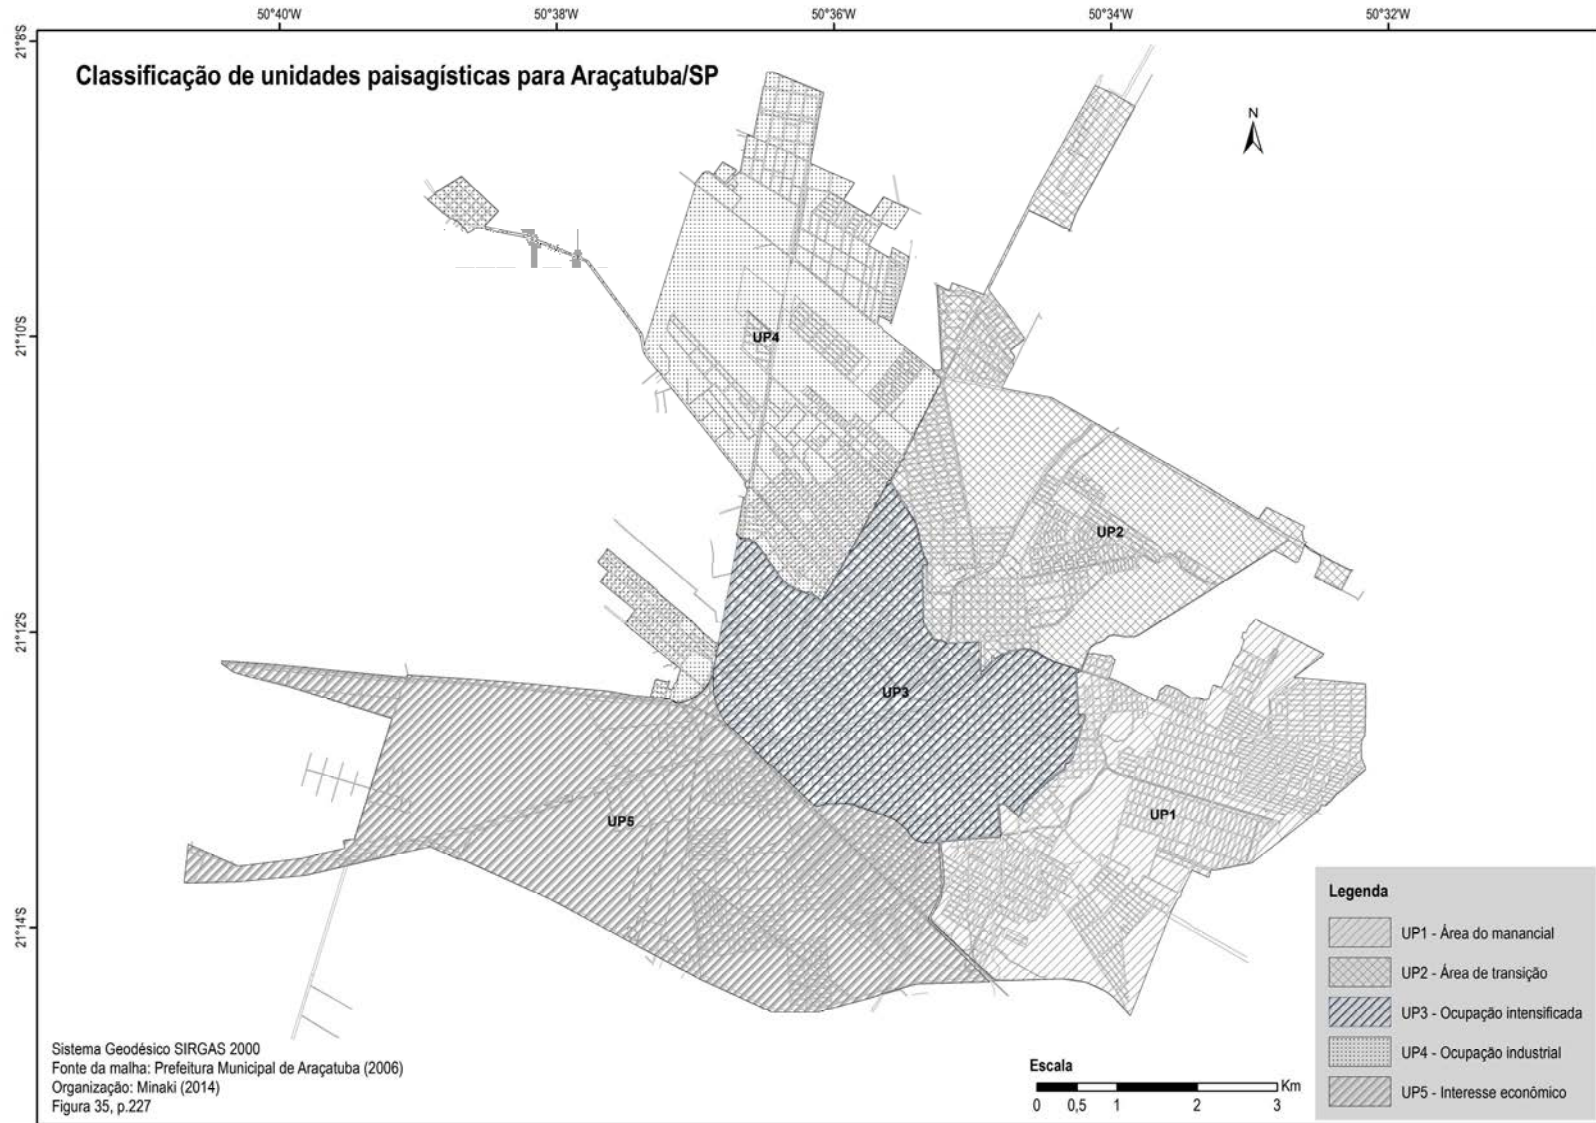 50°40'W 50°38'W 50°36'W 50°34'W 50°32'W
21°8'S
Classificação de unidades paisagísticas para Araçatuba/SP
N
21°10'S
UP4
UP2
21°12'S
UP3
UP1
UP5
21°14'S
Legenda
UP1 - Área do manancial
UP2 - Área de transição
UP3 - Ocupação intensificada
UP4 - Ocupação industrial
UP5 - Interesse econômico
Sistema Geodésico SIRGAS 2000
Fonte da malha: Prefeitura Municipal de Araçatuba (2006)
Organização: Minaki (2014)
Figura 35, p.227
Escala
Km
0 0,5 1 2 3